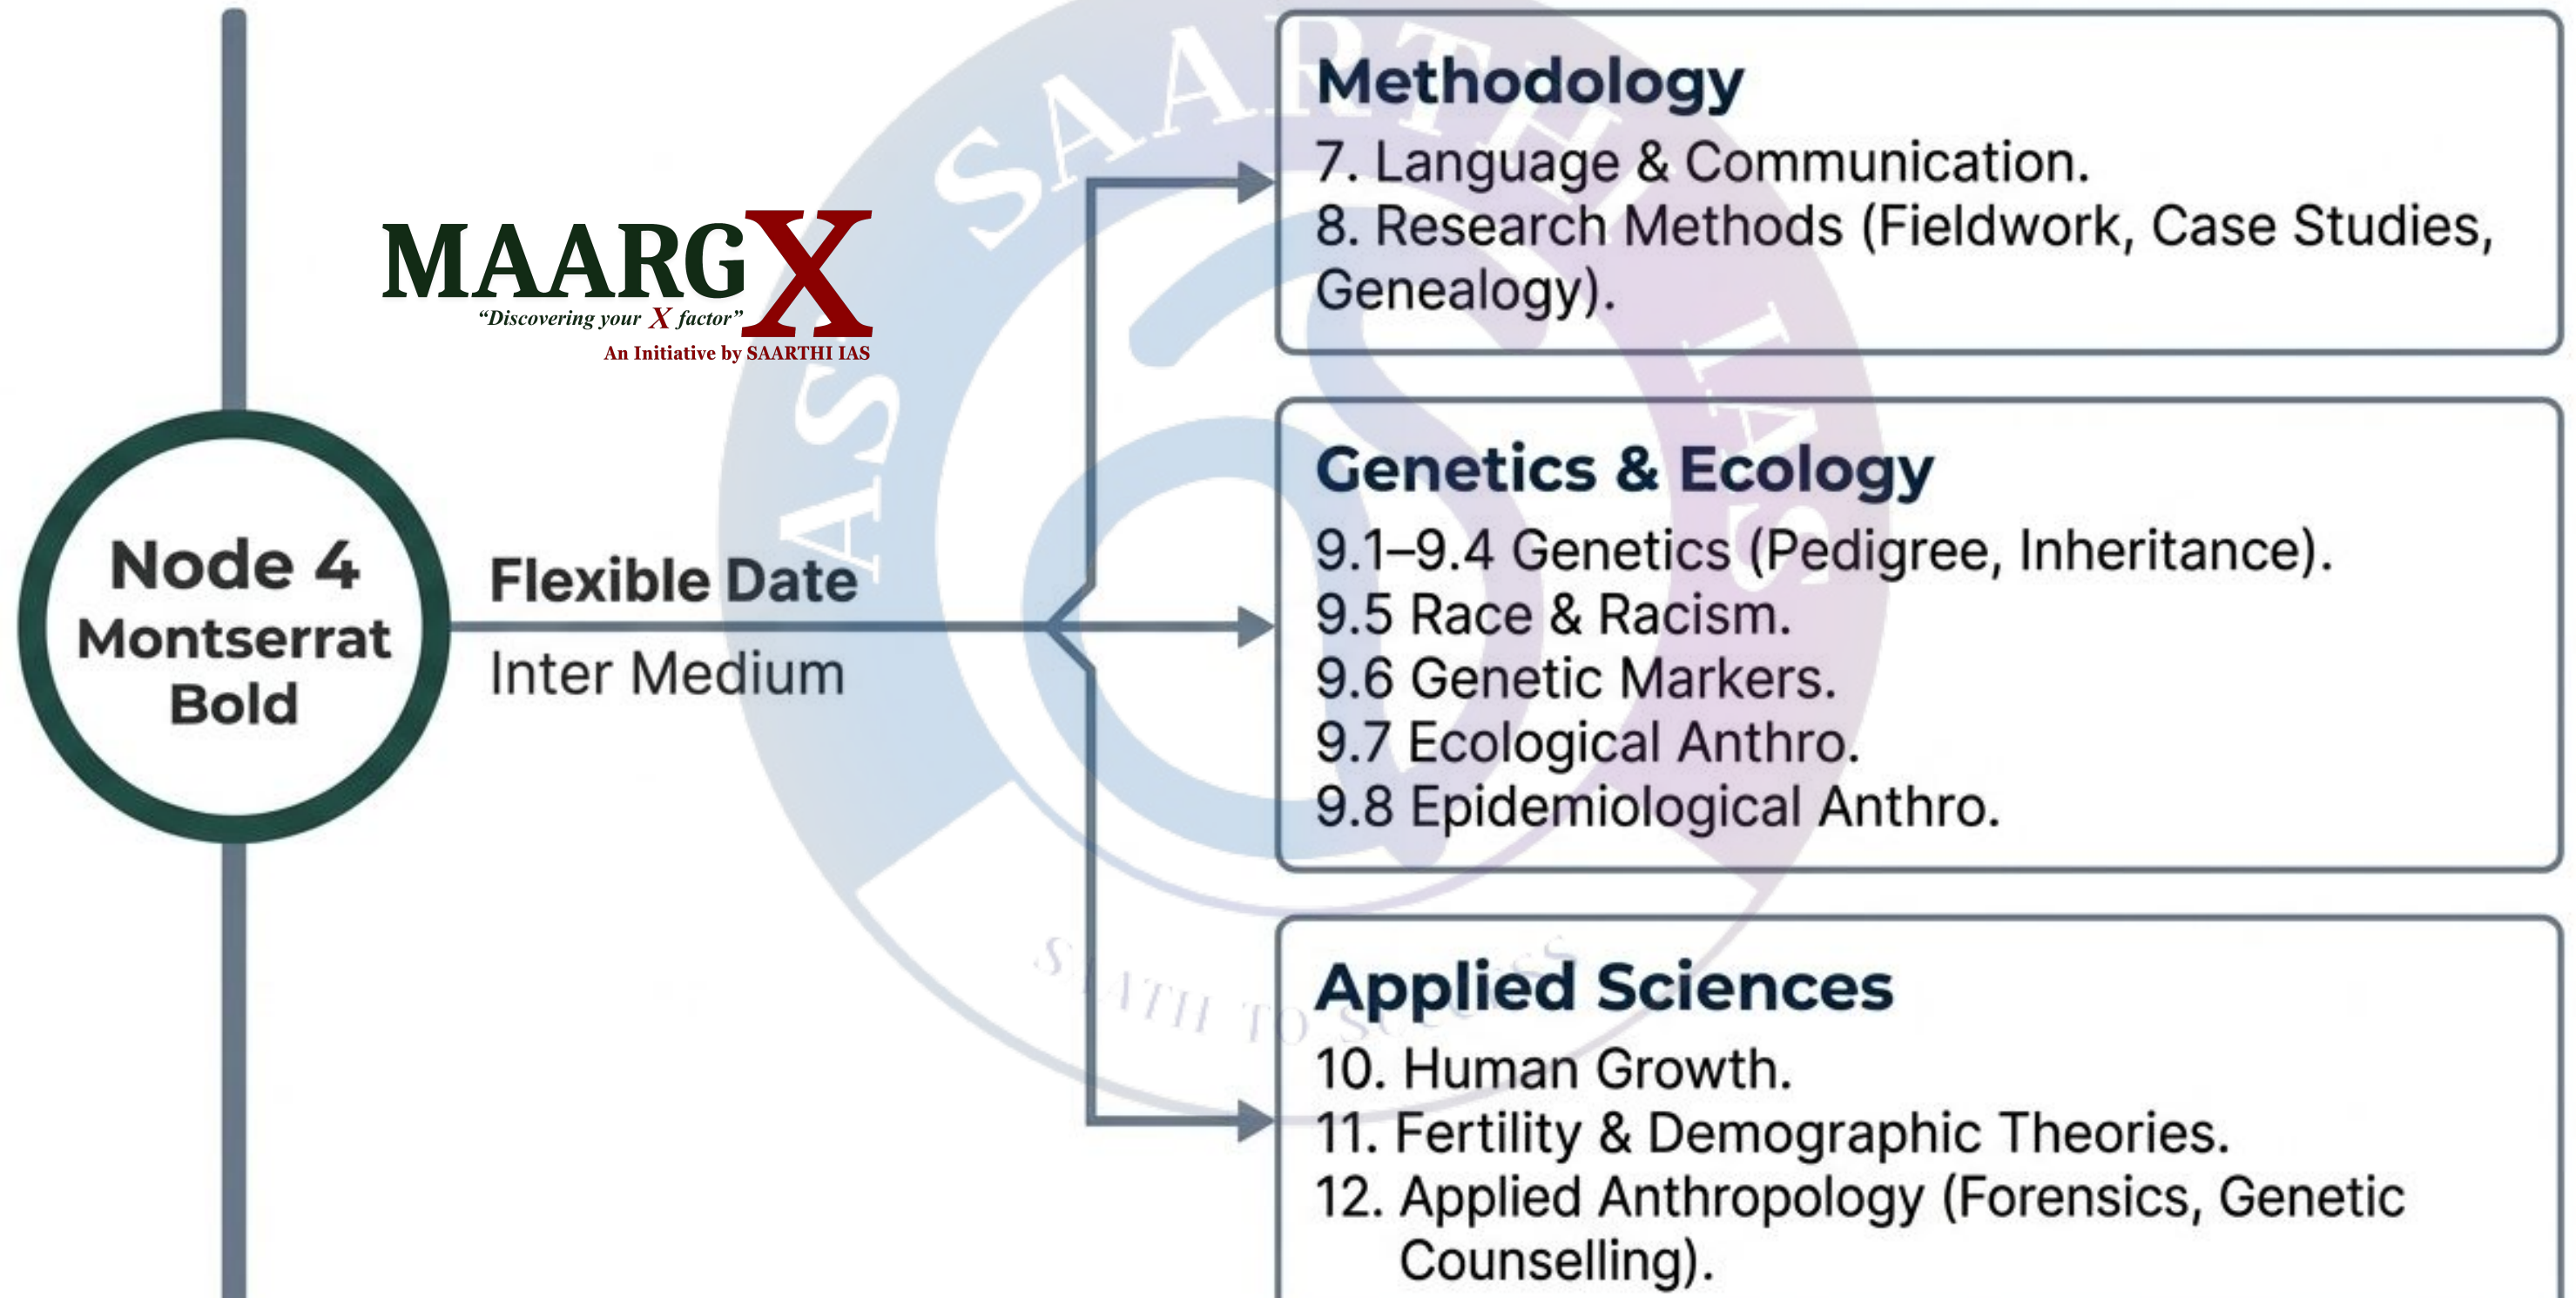 MAARGX
“Discovering your X factor”
An Initiative by SAARTHI IAS
Node 4
Montserrat
Bold
Flexible Date
Inter Medium
Methodology
7. Language & Communication.
8. Research Methods (Fieldwork, Case Studies,
Genealogy).
Genetics & Ecology
9.1–9.4 Genetics (Pedigree, Inheritance).
9.5 Race & Racism.
9.6 Genetic Markers.
9.7 Ecological Anthro.
9.8 Epidemiological Anthro.
Applied Sciences
10. Human Growth.
11. Fertility & Demographic Theories.
12. Applied Anthropology (Forensics, Genetic
Counselling).
SAARTHI IAS
TO